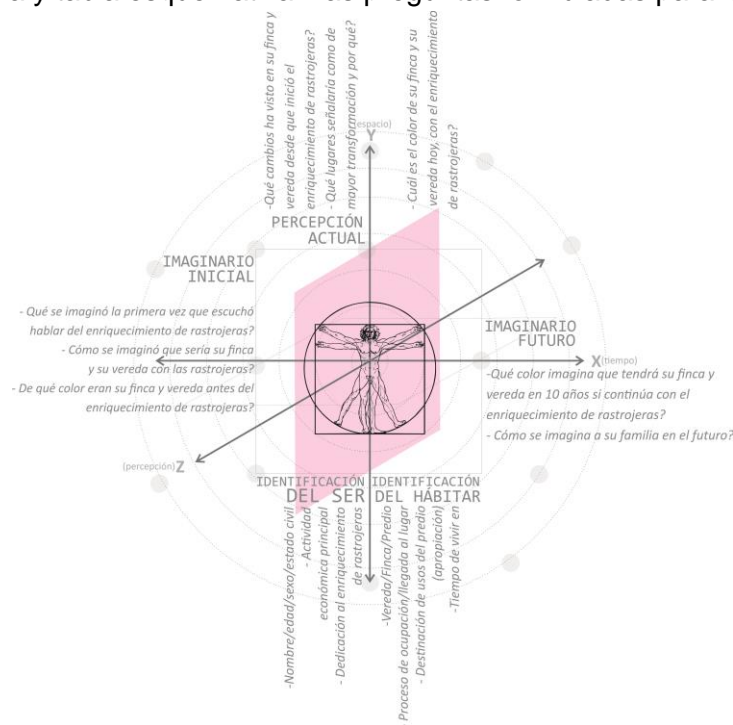 -Qué cambios ha visto en su finca y
vereda desde que inició el
enriquecimiento de rastrojeras?
- Qué lugares señalaría como de
mayor transformación y por qué?
- Cuál es el color de su finca y su
vereda hoy, con el enriquecimiento
de rastrojeras?
(espacio)
Y
PERCEPCIÓN
ACTUAL
IMAGINARIO
INICIAL
- Qué se imaginó la primera vez que escuchó
hablar del enriquecimiento de rastrojeras?
- Cómo se imaginó que sería su finca
y su vereda con las rastrojeras?
- De qué color eran su finca y vereda antes del
enriquecimiento de rastrojeras?
IMAGINARIO
FUTURO
X(tiempo)
-Qué color imagina que tendrá su finca y
vereda en 10 años si continúa con el
enriquecimiento de rastrojeras?
- Cómo se imagina a su familia en el futuro?
(percepción)Z
IDENTIFICACIÓN
DEL SER
IDENTIFICACIÓN
DEL HÁBITAR
-Nombre/edad/sexo/estado civil
- Actividad
económica principal
- Dedicación al enriquecimiento
de rastrojeras
-Vereda/Finca/Predio
- Proceso de ocupación/llegada al lugar
- Destinación de usos del predio
(apropiación)
-Tiempo de vivir en